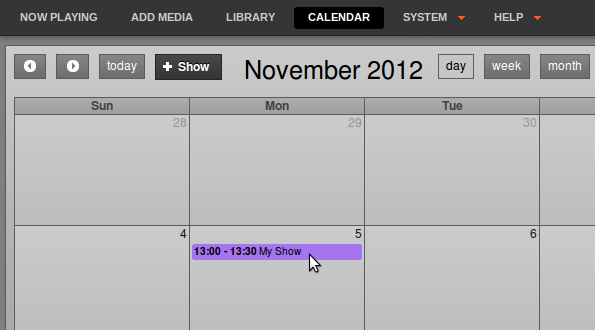 NOW PLAYING ADD MEDIA LIBRARY CALENDAR SYSTEM HELP
today + Show November 2012 day week month
Sun Mon Tue
28 29 30
4 5 6
13:00 - 13:30 My Show